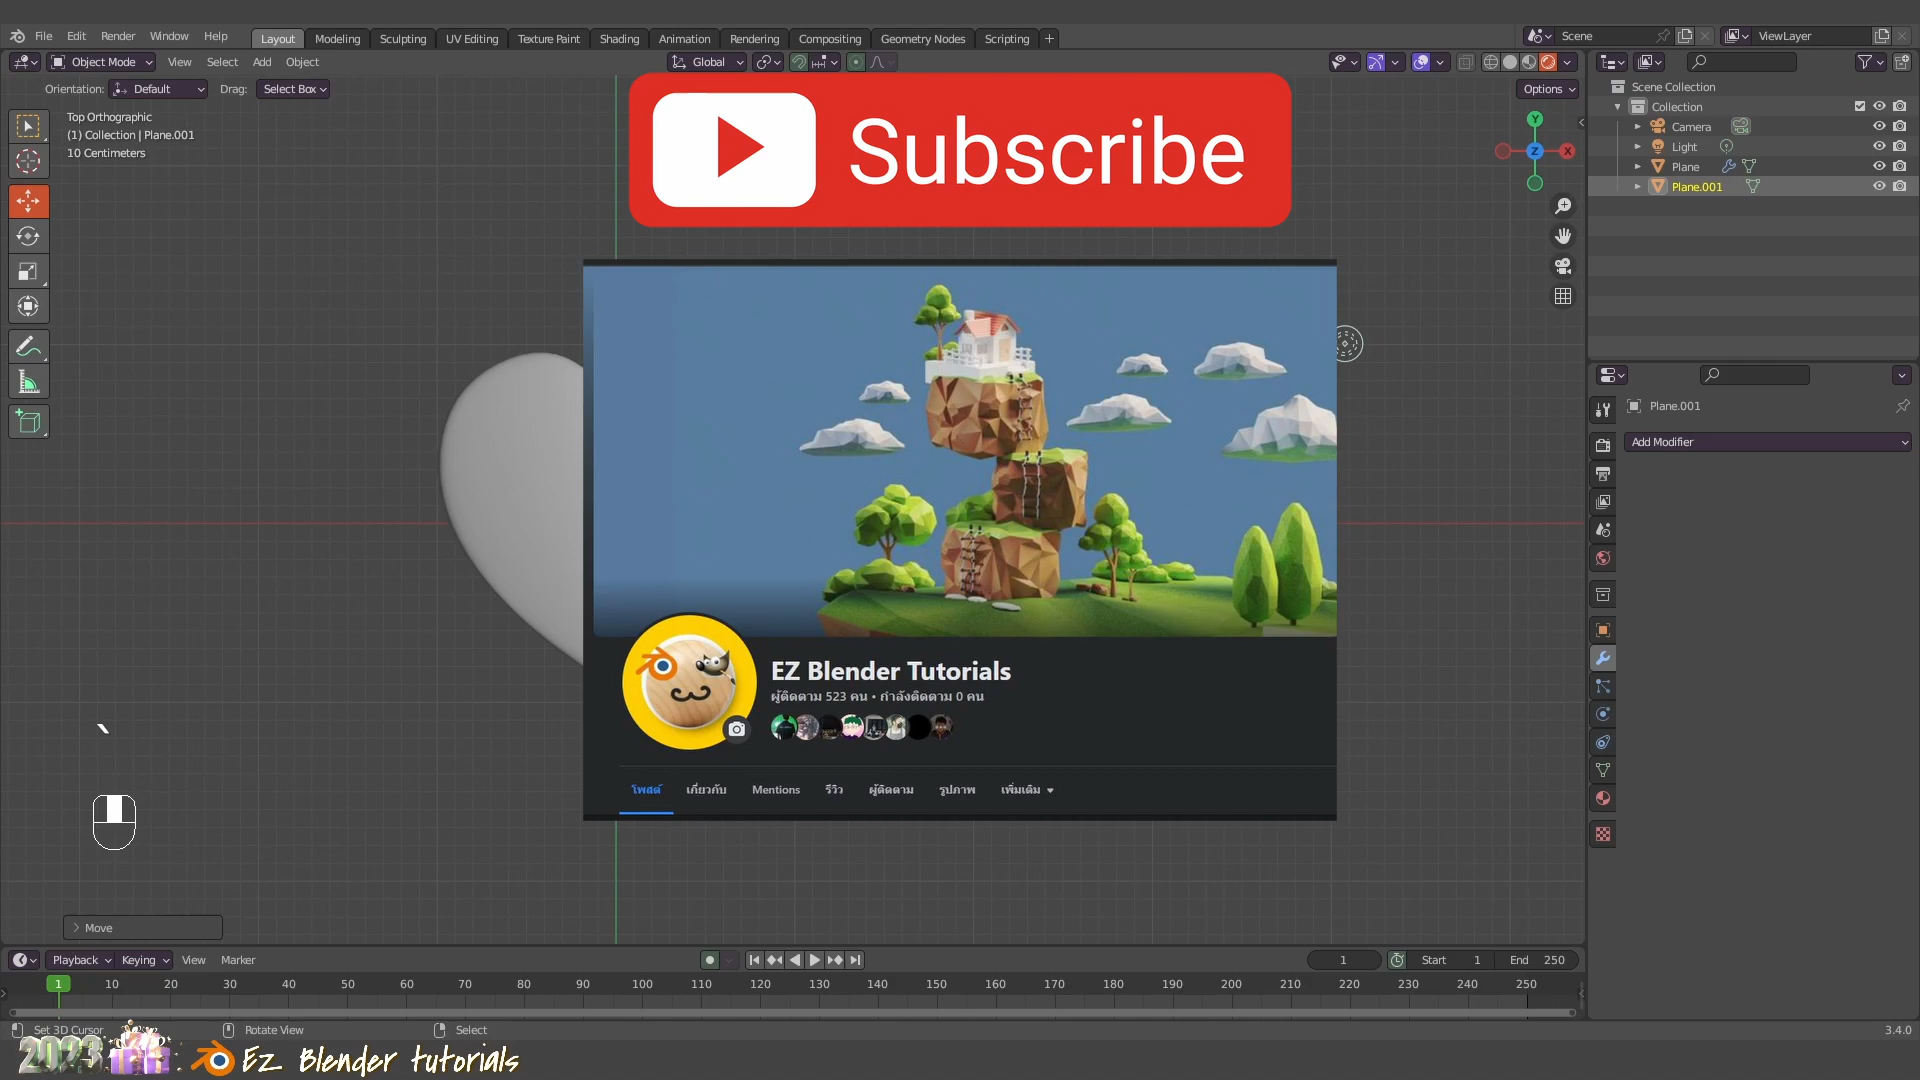 File Edit Render Window Help Layout Modeling Sculpting UV Editing Texture Paint Shading Animation Rendering Compositing Geometry Nodes Scripting + Scene ViewLayer
Object Mode View Select Add Object Global
Orientation: Default Drag: Select Box Options
Top Orthographic
(1) Collection | Plane.001
10 Centimeters
Subscribe
Y
Z X
Scene Collection
Collection
Camera
Light
Plane
Plane.001
Plane.001
Add Modifier
EZ Blender Tutorials
ผู้ติดตาม 523 คน • กำลังติดตาม 0 คน
โพสต์ เกี่ยวกับ Mentions รีวิว ผู้ติดตาม รูปภาพ เพิ่มเติม
`
Move
Playback Keying View Marker 1 Start 1 End 250
1 10 20 30 40 50 60 70 80 90 100 110 120 130 140 150 160 170 180 190 200 210 220 230 240 250
Set 3D Cursor Rotate View Select 3.4.0
2023 EZ Blender tutorials